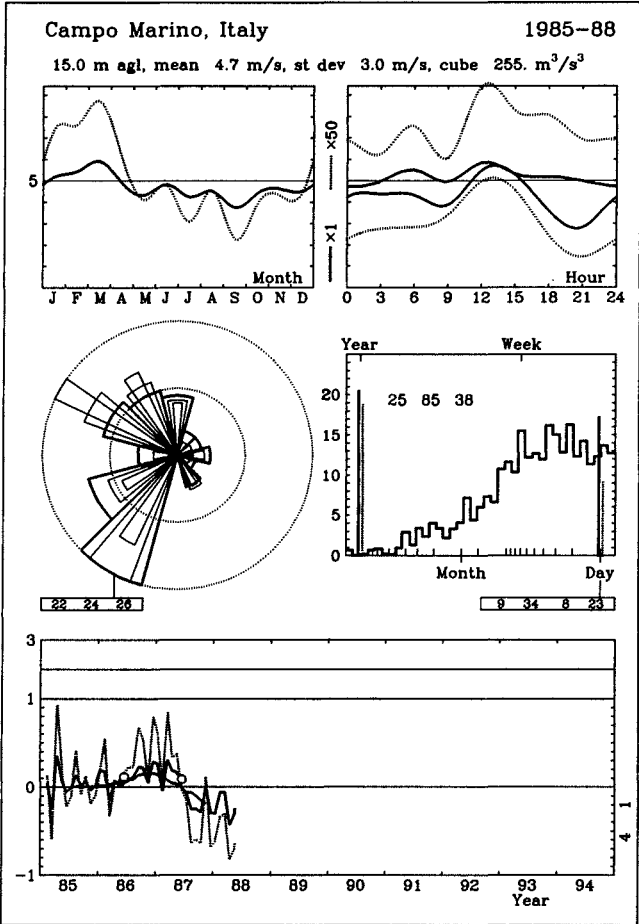 Campo Marino, Italy 1985-88
15.0 m agl, mean 4.7 m/s, st dev 3.0 m/s, cube 255. m³/s³
5
×1 ×50
Month
J F M A M J J A S O N D
Hour
0 3 6 9 12 15 18 21 24
Year Week
25 85 38
20
15
10
5
0
Month Day
22 24 26
9 34 8 23
3
1
0
-1
4 1
85 86 87 88 89 90 91 92 93 94
Year